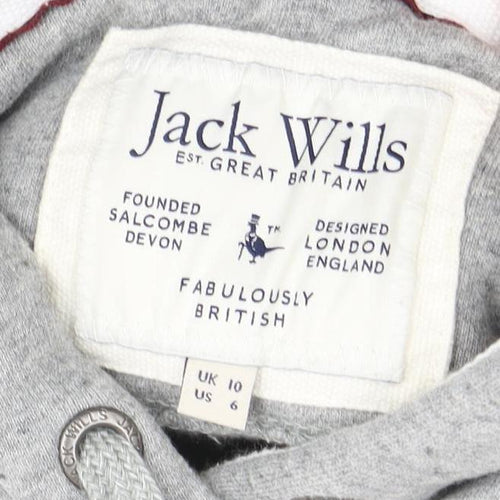 Jack Wills
EST. GREAT BRITAIN
FOUNDED
SALCOMBE
DEVON
TM
DESIGNED
LONDON
ENGLAND
FABULOUSLY
BRITISH
UK 10
US 6
JACK WILLS JAC